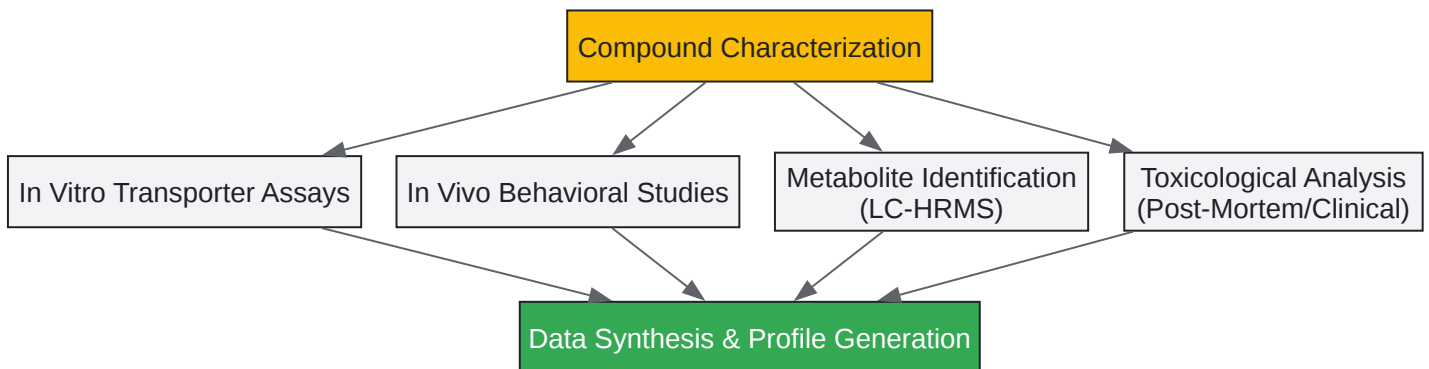 Compound Characterization
In Vitro Transporter Assays
In Vivo Behavioral Studies
Metabolite Identification
(LC-HRMS)
Toxicological Analysis
(Post-Mortem/Clinical)
Data Synthesis & Profile Generation